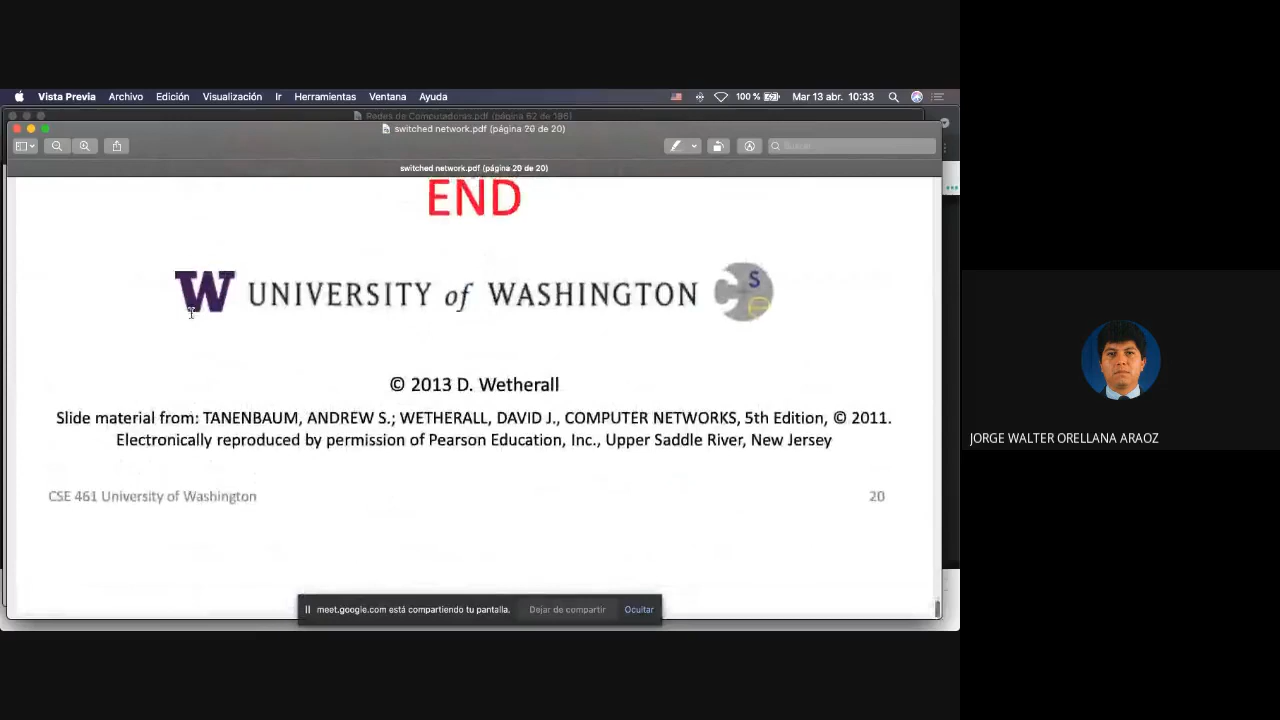 Vista Previa Archivo Edición Visualización Ir Herramientas Ventana Ayuda 100 % Mar 13 abr. 10:33
Redes de Computadoras.pdf (página 62 de 186)
switched network.pdf (página 20 de 20)
Buscar
switched network.pdf (página 20 de 20)
END
W UNIVERSITY of WASHINGTON CSe
© 2013 D. Wetherall
Slide material from: TANENBAUM, ANDREW S.; WETHERALL, DAVID J., COMPUTER NETWORKS, 5th Edition, © 2011.
Electronically reproduced by permission of Pearson Education, Inc., Upper Saddle River, New Jersey
CSE 461 University of Washington 20
meet.google.com está compartiendo tu pantalla. Dejar de compartir Ocultar
JORGE WALTER ORELLANA ARAOZ